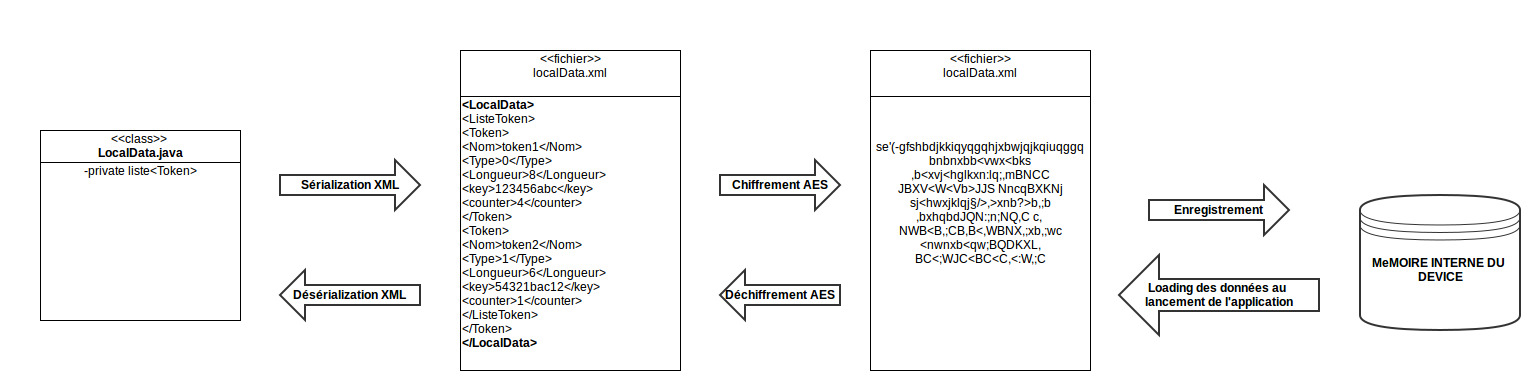 <<class>>
LocalData.java
-private liste<Token>
Sérialization XML
Désérialization XML
<<fichier>>
localData.xml
<LocalData>
<ListeToken>
<Token>
<Nom>token1</Nom>
<Type>0</Type>
<Longueur>8</Longueur>
<key>123456abc</key>
<counter>4</counter>
</Token>
<Token>
<Nom>token2</Nom>
<Type>1</Type>
<Longueur>6</Longueur>
<key>54321bac12</key>
<counter>1</counter>
</ListeToken>
</Token>
</LocalData>
Chiffrement AES
Déchiffrement AES
<<fichier>>
localData.xml
se'(-gfshbdjkkiqyqgqhjxbwjqjkqiuqggq
bnbnxbb<vwx<bks
,b<xvj<hglkxn:lq;,mBNCC
JBXV<W<Vb>JJS NncqBXKNj
sj<hwxjklqj§/>,>xnb?>b,;b
,bxhqbdJQN:;n;NQ,C c,
NWB<B,;CB,B<,WBNX,;xb,;wc
<nwnxb<qw;BQDKXL,
BC<;WJC<BC<C,<:W,;C
Enregistrement
Loading des données au
lancement de l'application
MeMOIRE INTERNE DU
DEVICE